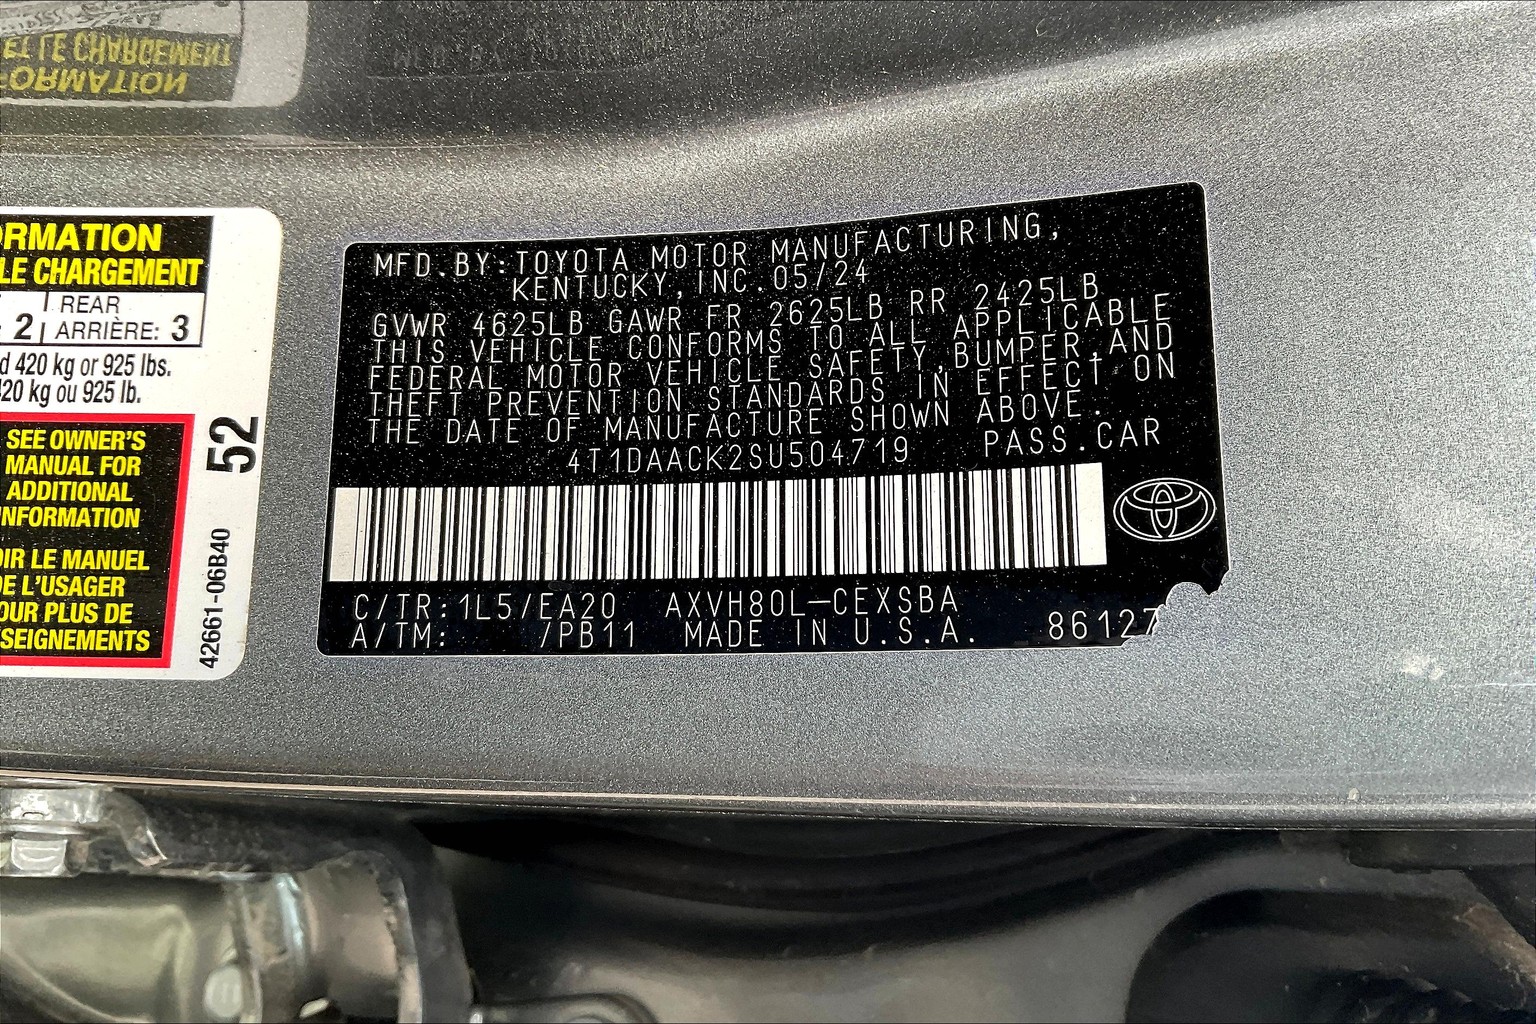 ET LE CHARGEMENT
FORMATION
ORMATION
LE CHARGEMENT
REAR
2 ARRIÈRE: 3
d 420 kg or 925 lbs.
420 kg ou 925 lb.
SEE OWNER'S
MANUAL FOR
ADDITIONAL
INFORMATION
OIR LE MANUEL
DE L'USAGER
OUR PLUS DE
SEIGNEMENTS
52
42661-06B40
MFD.BY:TOYOTA MOTOR MANUFACTURING,
KENTUCKY,INC.05/24
GVWR 4625LB GAWR FR 2625LB RR 2425LB
THIS VEHICLE CONFORMS TO ALL APPLICABLE
FEDERAL MOTOR VEHICLE SAFETY,BUMPER,AND
THEFT PREVENTION STANDARDS IN EFFECT ON
THE DATE OF MANUFACTURE SHOWN ABOVE.
4T1DAACK2SU504719 PASS.CAR
C/TR:1L5/EA20 AXVH80L-CEXSBA
A/TM: /PB11 MADE IN U.S.A. 86127